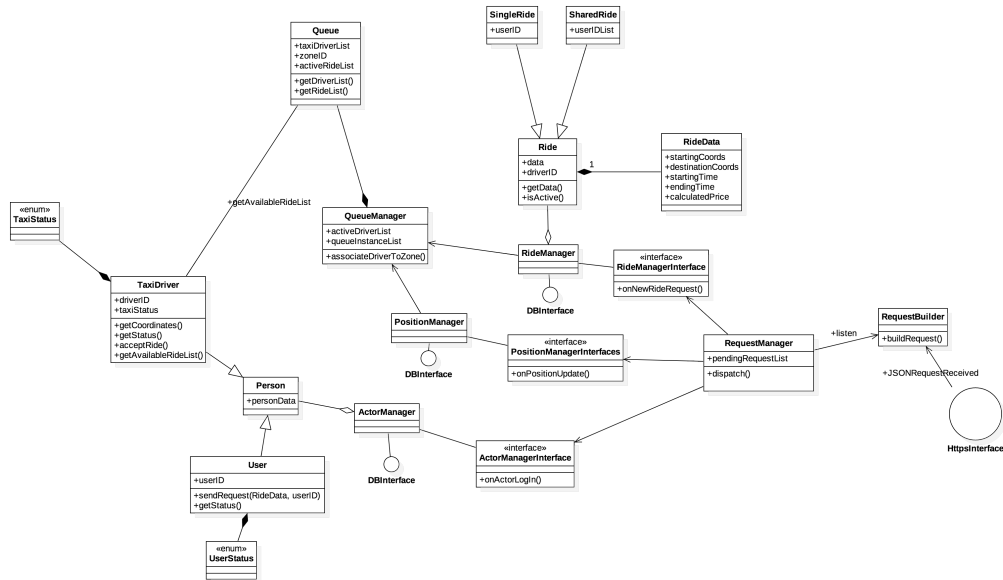 SingleRide
+userID
SharedRide
+userIDList
Queue
+taxiDriverList
+zoneID
+activeRideList
+getDriverList()
+getRideList()
Ride
+data
+driverID
+getData()
+isActive()
1
RideData
+startingCoords
+destinationCoords
+startingTime
+endingTime
+calculatedPrice
+getAvailableRideList
«enum»
TaxiStatus
QueueManager
+activeDriverList
+queueInstanceList
+associateDriverToZone()
RideManager
DBInterface
«interface»
RideManagerInterface
+onNewRideRequest()
TaxiDriver
+driverID
+taxiStatus
+getCoordinates()
+getStatus()
+acceptRide()
+getAvailableRideList()
PositionManager
DBInterface
«interface»
PositionManagerInterfaces
+onPositionUpdate()
RequestManager
+pendingRequestList
+dispatch()
+listen
RequestBuilder
+buildRequest()
+JSONRequestReceived
HttpsInterface
Person
+personData
ActorManager
DBInterface
«interface»
ActorManagerInterface
+onActorLogIn()
User
+userID
+sendRequest(RideData, userID)
+getStatus()
«enum»
UserStatus